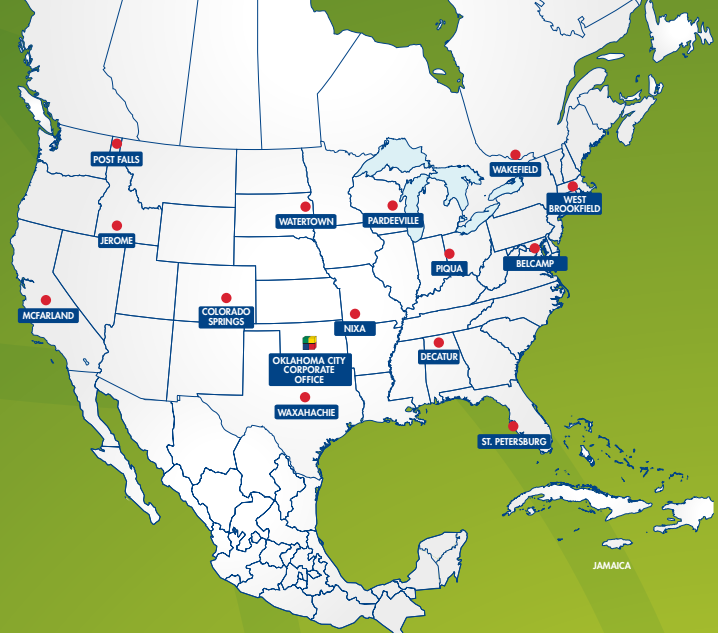 POST FALLS
WAKEFIELD
WEST
BROOKFIELD
WATERTOWN
PARDEEVILLE
JEROME
PIQUA
BELCAMP
MCFARLAND
COLORADO
SPRINGS
NIXA
OKLAHOMA CITY
CORPORATE
OFFICE
DECATUR
WAXAHACHIE
ST. PETERSBURG
JAMAICA